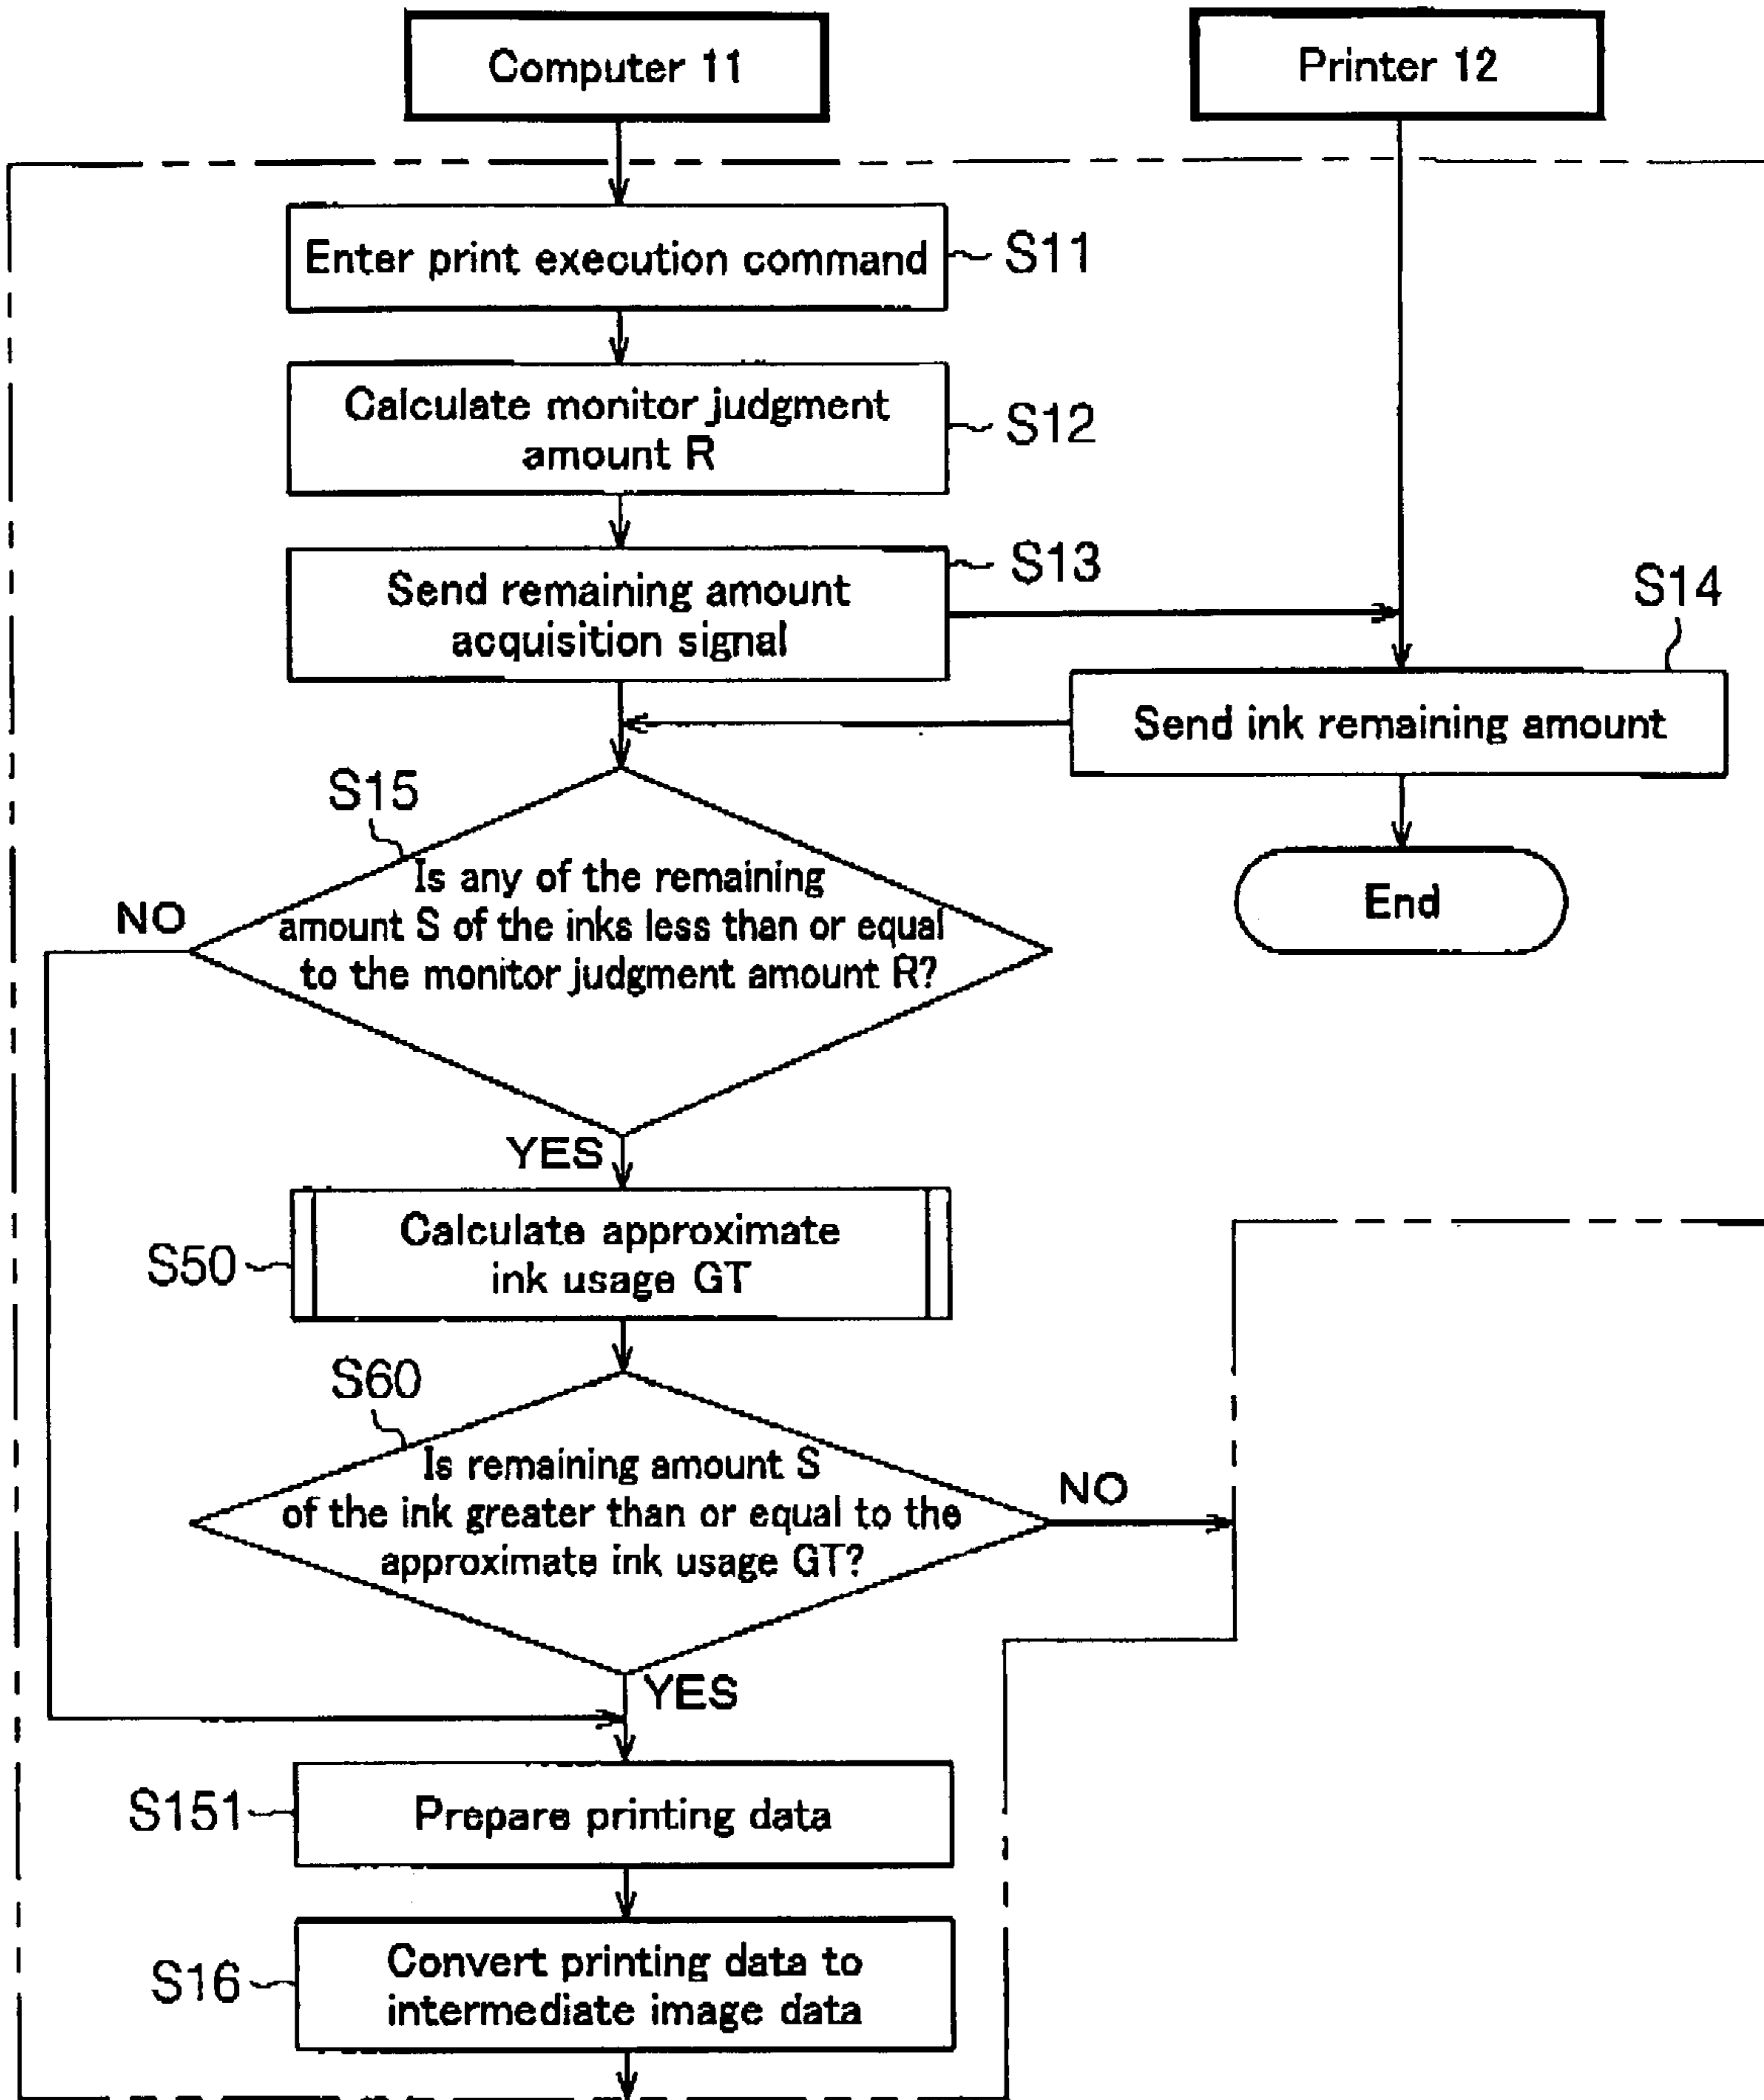 Computer 11
Printer 12
Enter print execution command
S11
Calculate monitor judgment
amount R
S12
Send remaining amount
acquisition signal
S13
S14
Send ink remaining amount
End
S15
Is any of the remaining
amount S of the inks less than or equal
to the monitor judgment amount R?
NO
YES
S50
Calculate approximate
ink usage GT
S60
Is remaining amount S
of the ink greater than or equal to the
approximate ink usage GT?
NO
YES
S151
Prepare printing data
S16
Convert printing data to
intermediate image data